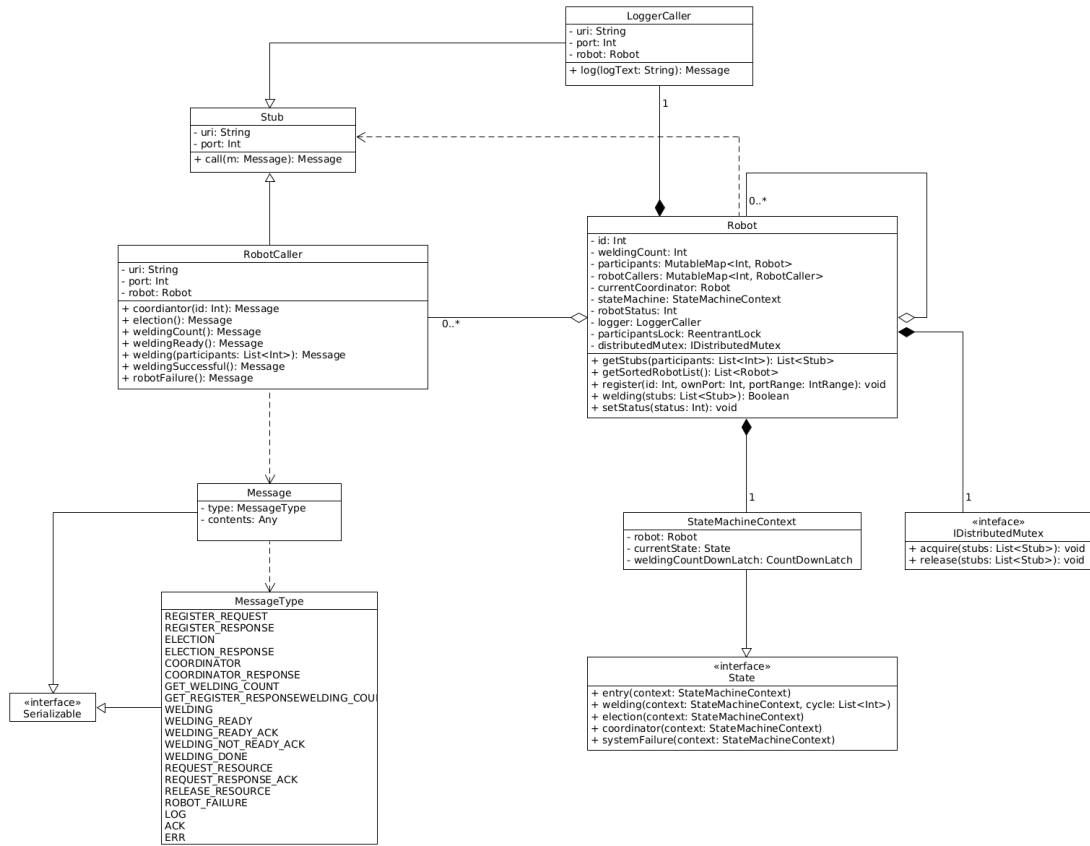 LoggerCaller
- uri: String
- port: Int
- robot: Robot
+ log(logText: String): Message
1
Stub
- uri: String
- port: Int
+ call(m: Message): Message
0..*
Robot
- id: Int
- weldingCount: Int
- participants: MutableMap<Int, Robot>
- robotCallers: MutableMap<Int, RobotCaller>
- currentCoordinator: Robot
- stateMachine: StateMachineContext
- robotStatus: Int
- logger: LoggerCaller
- participantsLock: ReentrantLock
- distributedMutex: IDistributedMutex
+ getStubs(participants: List<Int>): List<Stub>
+ getSortedRobotList(): List<Robot>
+ register(id: Int, ownPort: Int, portRange: IntRange): void
+ welding(stubs: List<Stub>): Boolean
+ setStatus(status: Int): void
RobotCaller
- uri: String
- port: Int
- robot: Robot
+ coordiantor(id: Int): Message
+ election(): Message
+ weldingCount(): Message
+ weldingReady(): Message
+ welding(participants: List<Int>): Message
+ weldingSuccessful(): Message
+ robotFailure(): Message
0..*
Message
- type: MessageType
- contents: Any
1
1
StateMachineContext
- robot: Robot
- currentState: State
- weldingCountDownLatch: CountDownLatch
«inteface»
IDistributedMutex
+ acquire(stubs: List<Stub>): void
+ release(stubs: List<Stub>): void
MessageType
REGISTER_REQUEST
REGISTER_RESPONSE
ELECTION
ELECTION_RESPONSE
COORDINATOR
COORDINATOR_RESPONSE
GET_WELDING_COUNT
GET_REGISTER_RESPONSEWELDING_COU
WELDING
WELDING_READY
WELDING_READY_ACK
WELDING_NOT_READY_ACK
WELDING_DONE
REQUEST_RESOURCE
REQUEST_RESPONSE_ACK
RELEASE_RESOURCE
ROBOT_FAILURE
LOG
ACK
ERR
«interface»
Serializable
«interface»
State
+ entry(context: StateMachineContext)
+ welding(context: StateMachineContext, cycle: List<Int>)
+ election(context: StateMachineContext)
+ coordinator(context: StateMachineContext)
+ systemFailure(context: StateMachineContext)